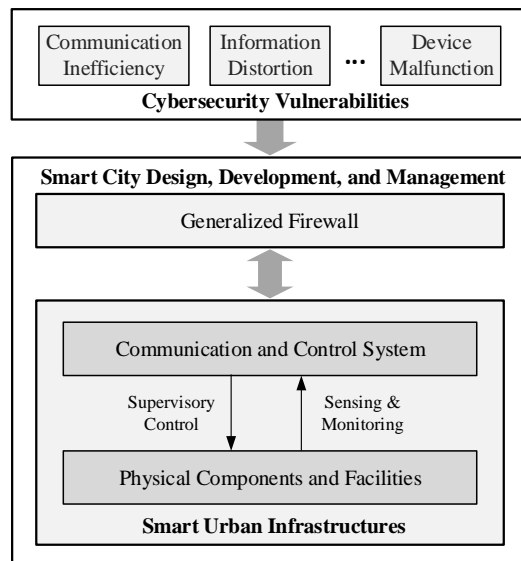 Communication Information Device
Inefficiency Distortion ... Malfunction
Cybersecurity Vulnerabilities
Smart City Design, Development, and Management
Generalized Firewall
Communication and Control System
Supervisory Sensing &
Control Monitoring
Physical Components and Facilities
Smart Urban Infrastructures